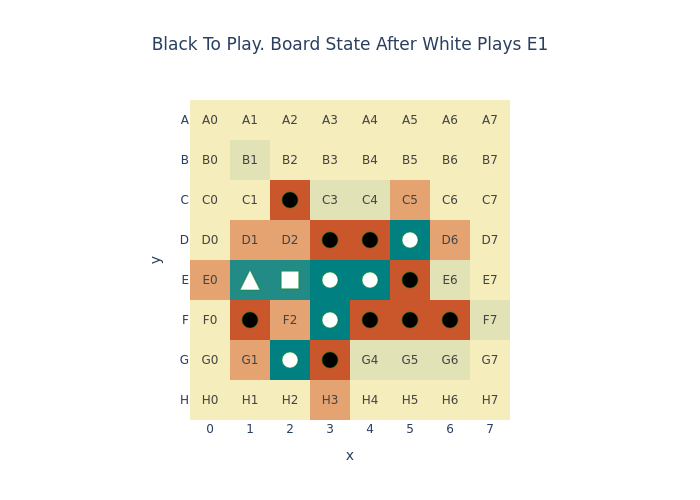 Black To Play. Board State After White Plays E1
A A0 A1 A2 A3 A4 A5 A6 A7
B B0 B1 B2 B3 B4 B5 B6 B7
C C0 C1 C3 C4 C5 C6 C7
D D0 D1 D2 D6 D7
y
E E0 E6 E7
F F0 F2 F7
G G0 G1 G4 G5 G6 G7
H H0 H1 H2 H3 H4 H5 H6 H7
0 1 2 3 4 5 6 7
x